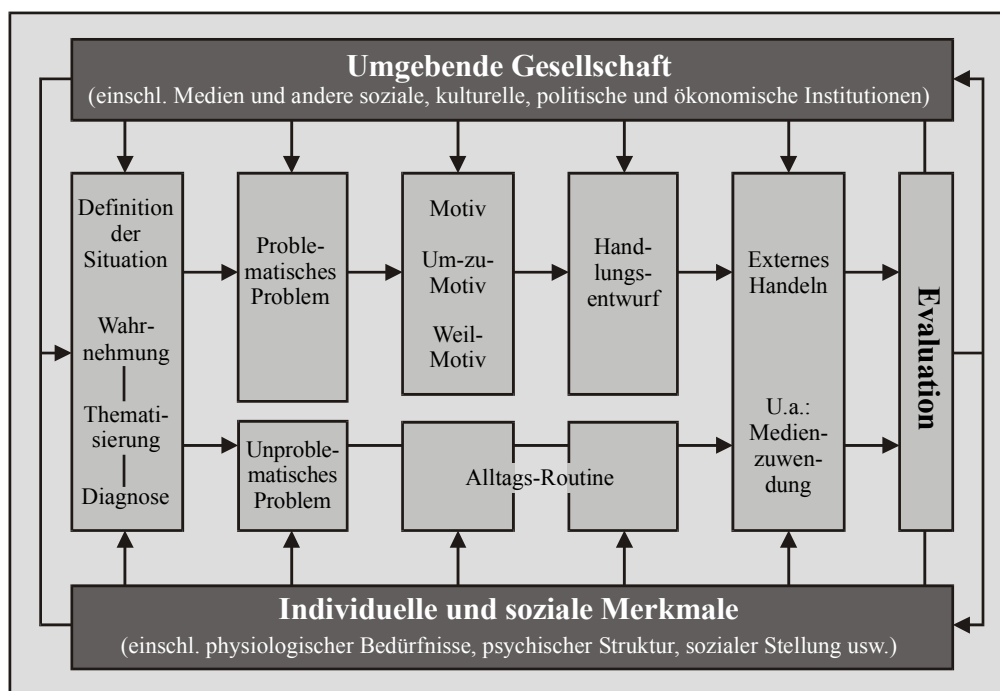 Umgebende Gesellschaft
(einschl. Medien und andere soziale, kulturelle, politische und ökonomische Institutionen)
Definition
der
Situation
Wahr-
nehmung
Themati-
sierung
Diagnose
Proble-
matisches
Problem
Unproble-
matisches
Problem
Motiv
Um-zu-
Motiv
Weil-
Motiv
Hand-
lungs-
entwurf
Alltags-Routine
Externes
Handeln
U.a.:
Medien-
zuwen-
dung
Evaluation
Individuelle und soziale Merkmale
(einschl. physiologischer Bedürfnisse, psychischer Struktur, sozialer Stellung usw.)